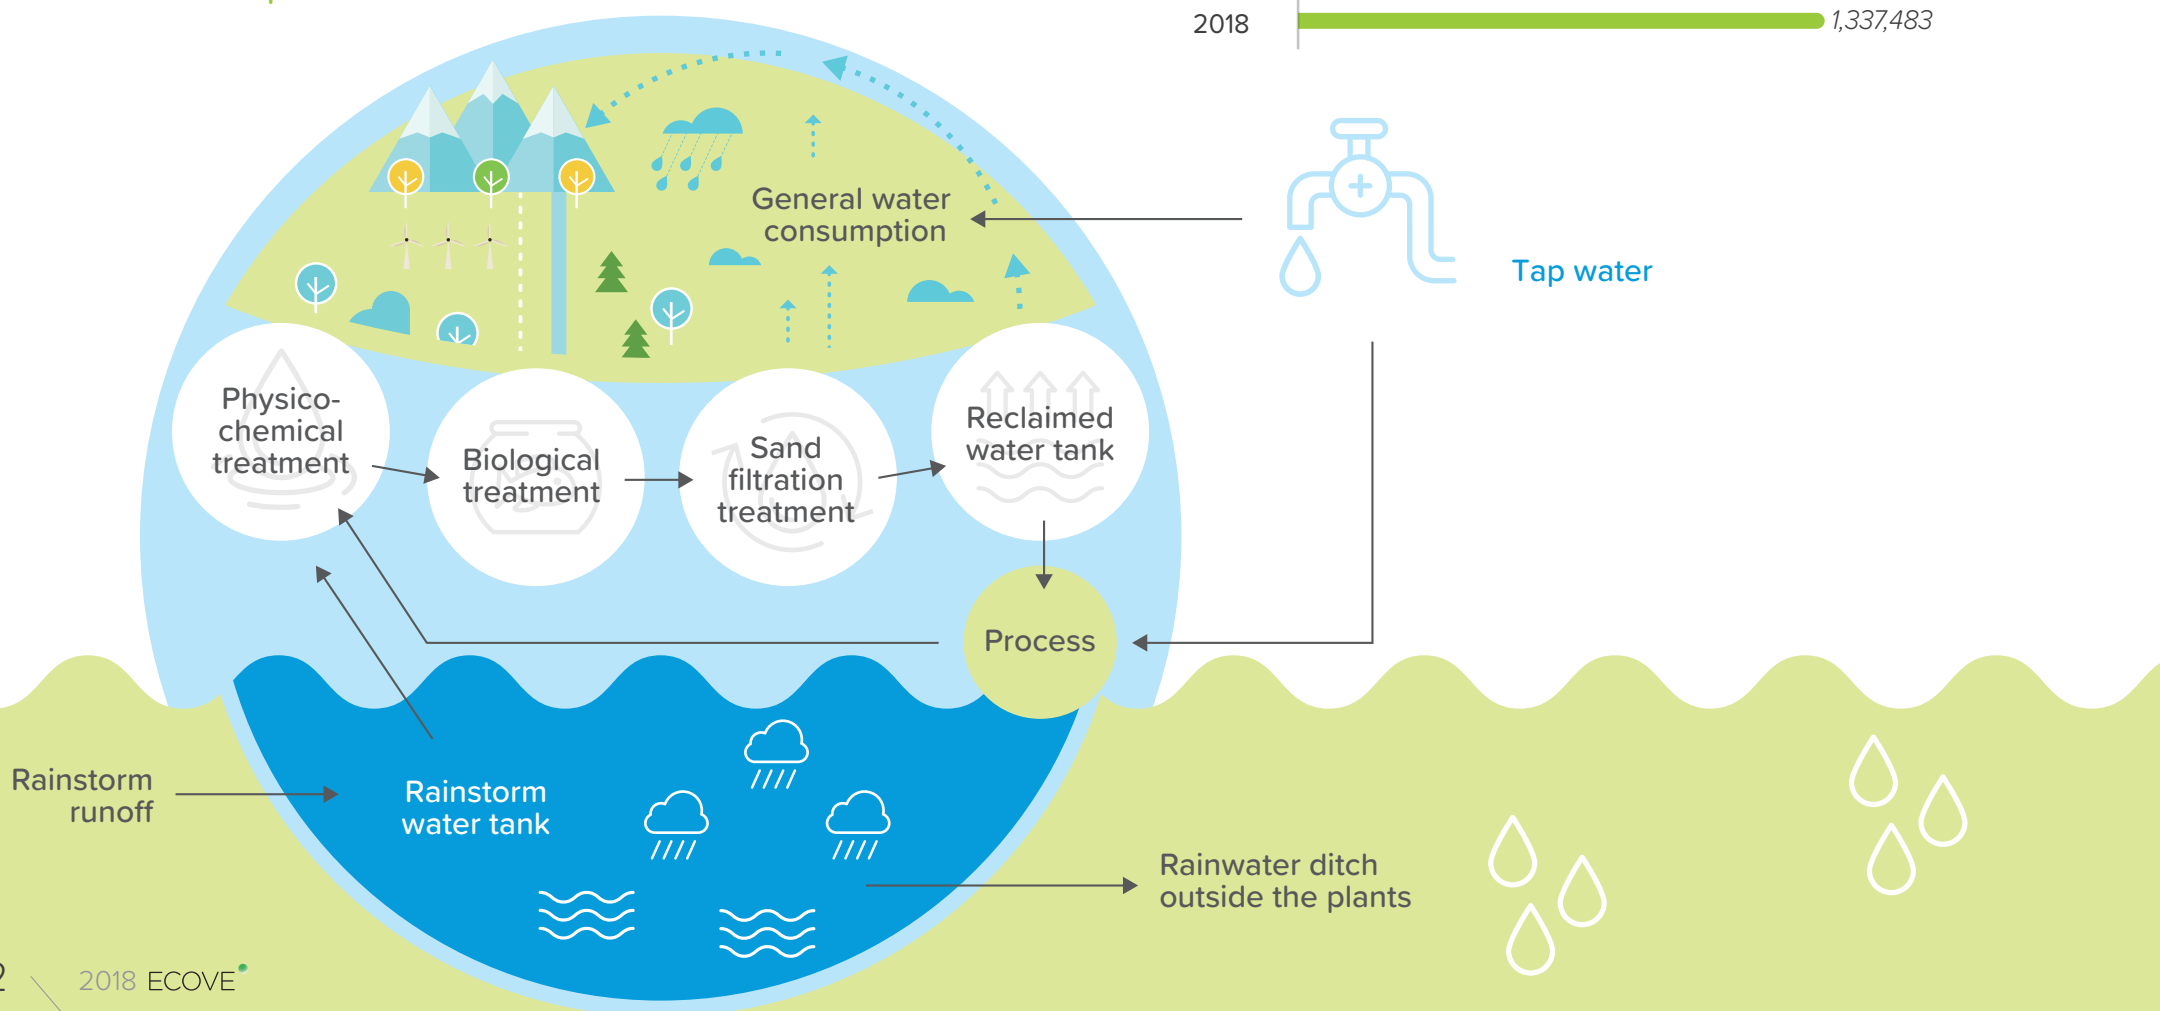 2018
1,337,483
General water
consumption
Tap water
Physico-
chemical
treatment
Biological
treatment
Sand
filtration
treatment
Reclaimed
water tank
Process
Rainstorm
runoff
Rainstorm
water tank
Rainwater ditch
outside the plants
2 2018 ECOVE